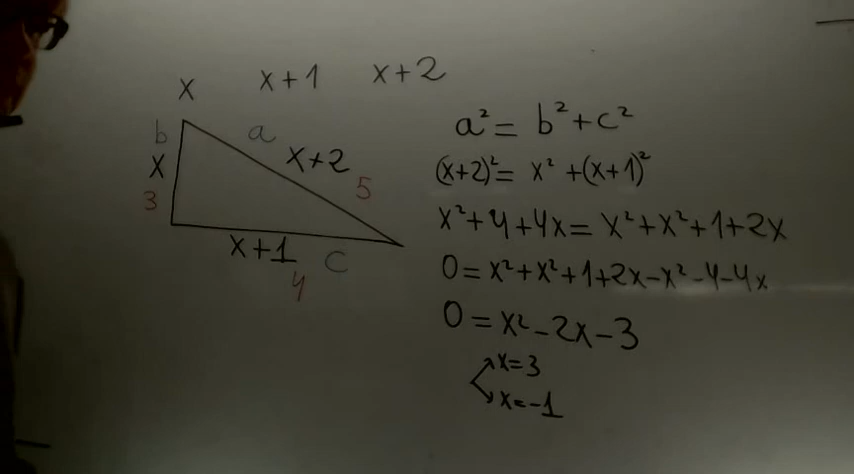 x x+1 x+2
b a
x x+2
3 5
x+1 c
4
a² = b²+c²
(x+2)² = x² +(x+1)²
x²+4+4x = x²+x²+1+2x
0 = x²+x²+1+2x-x²-4-4x
0 = x²-2x-3
x=3
x=-1